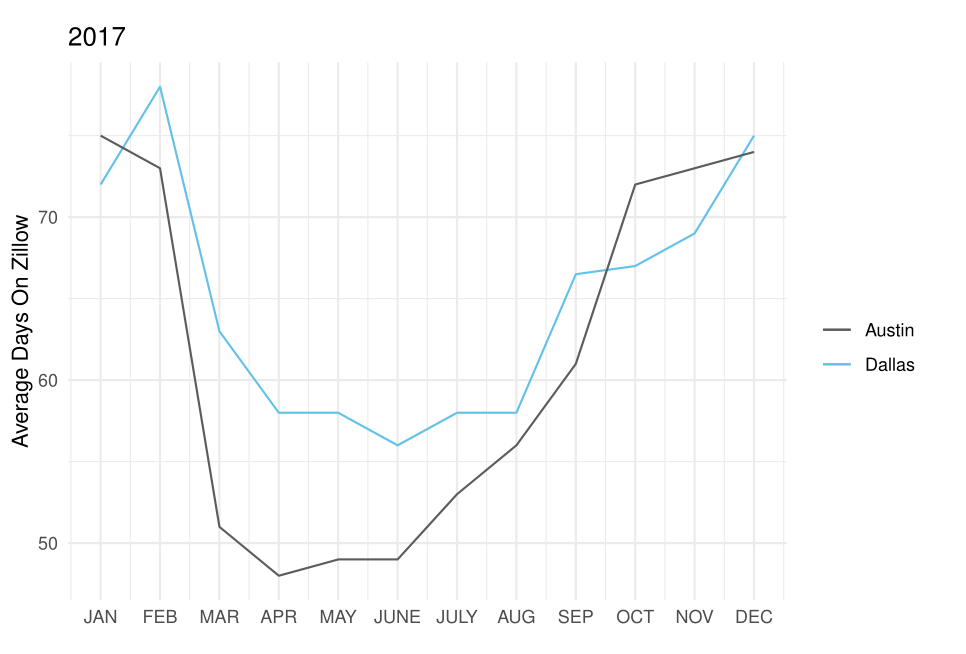 2017
Average Days On Zillow
70
60
50
JAN FEB MAR APR MAY JUNE JULY AUG SEP OCT NOV DEC
Austin
Dallas